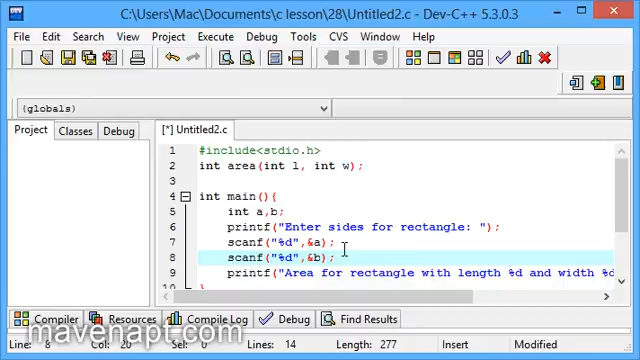 C:\Users\Mac\Documents\c lesson\28\Untitled2.c - Dev-C++ 5.3.0.3
File Edit Search View Project Execute Debug Tools CVS Window Help
(globals)
Project Classes Debug
[*] Untitled2.c
1 #include<stdio.h>
2 int area(int l, int w);
3
4 int main(){
5 int a,b;
6 printf("Enter sides for rectangle: ");
7 scanf("%d",&a);
8 scanf("%d",&b);
9 printf("Area for rectangle with length %d and width %d
10 }
Compiler Resources Compile Log Debug Find Results
mavenapt.com
Line: 8 Col: 20 Sel: 0 Lines: 14 Length: 277 Insert